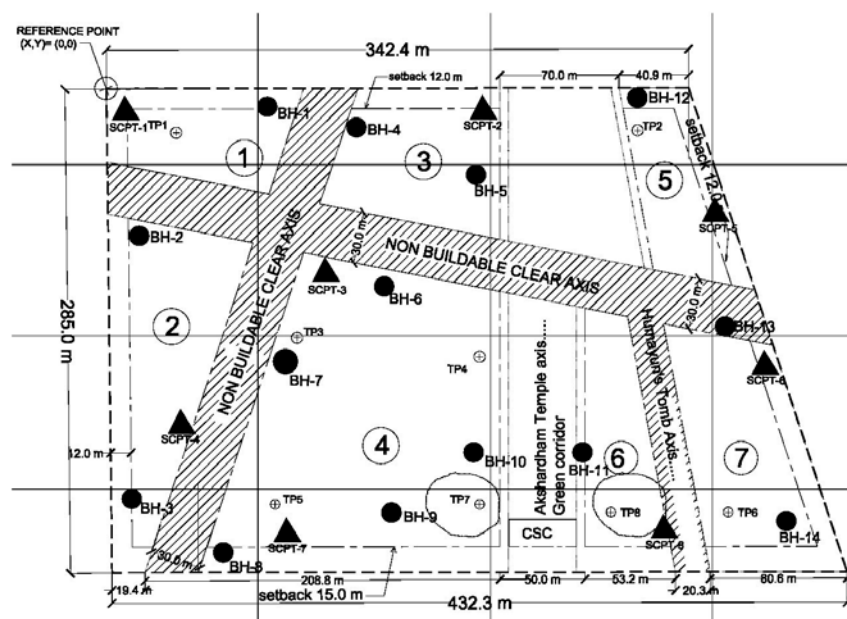 REFERENCE POINT
(X,Y)= (0,0)
342.4 m
setback 12.0 m
70.0 m
40.9 m
SCPT-1
TP1
BH-1
BH-4
SCPT-2
BH-12
TP2
1
3
BH-5
5
setback 12.0
SCPT-5
BH-2
NON BUILDABLE CLEAR AXIS
30.0 m
NON BUILDABLE CLEAR AXIS
SCPT-3
BH-6
30.0 m
285.0 m
2
TP3
BH-7
TP4
Akshardham Temple axis.....
Green corridor
Humayun's Tomb Axis.....
BH-13
SCPT-6
SCPT-4
12.0 m
4
BH-10
BH-11
6
7
BH-3
TP5
SCPT-7
BH-9
TP7
CSC
TP8
TP6
BH-14
30.0 m
BH-8
19.4
208.8 m
50.0 m
53.2 m
20.3
80.6 m
setback 15.0 m
432.3 m